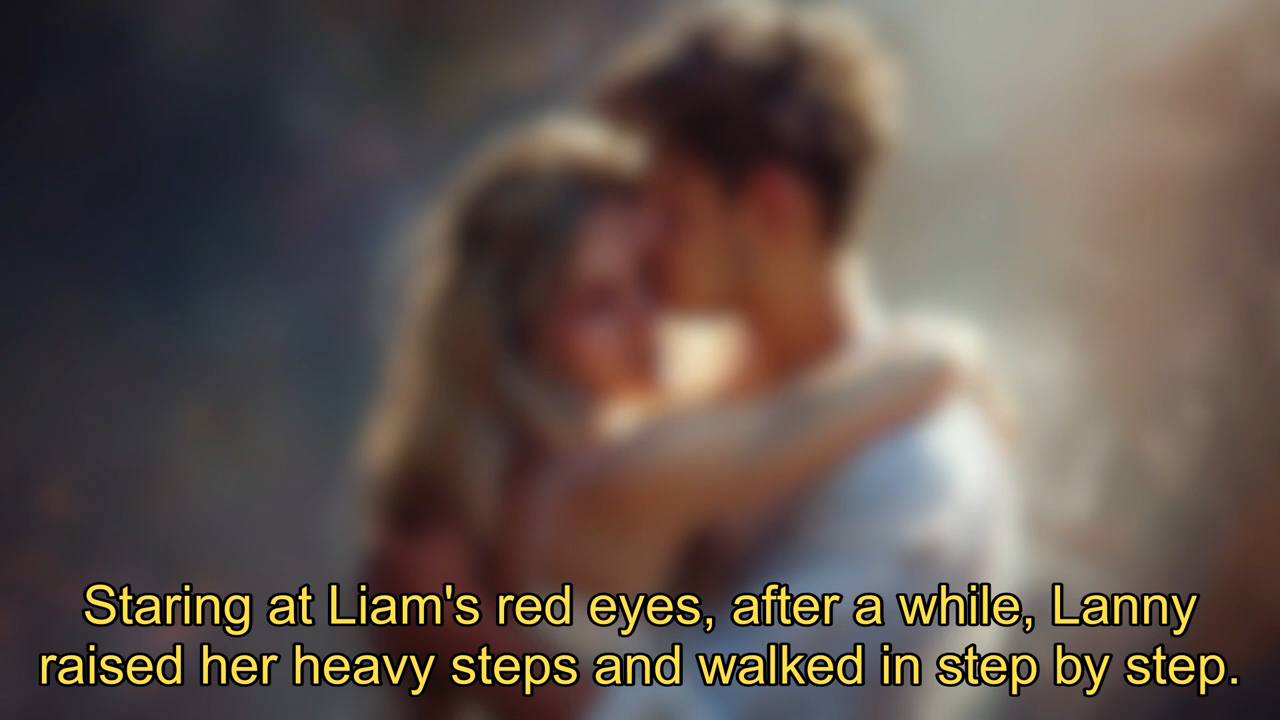 Staring at Liam's red eyes, after a while, Lanny
raised her heavy steps and walked in step by step.